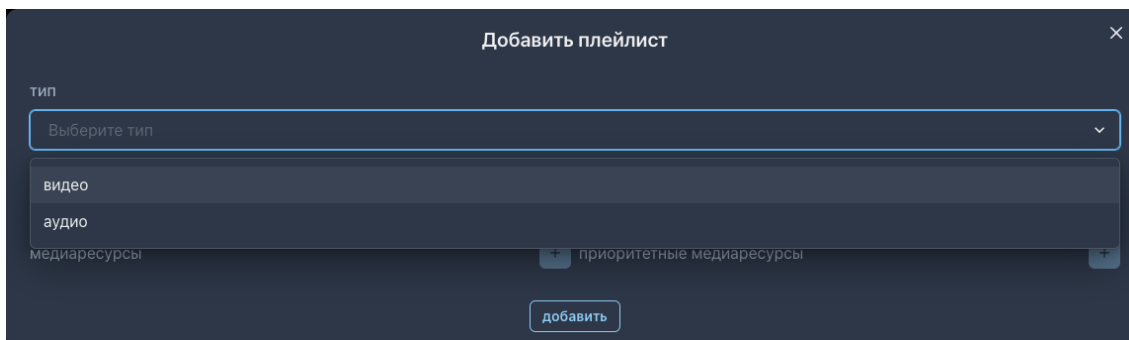 Добавить плейлист
тип
Выберите тип
видео
аудио
медиаресурсы + приоритетные медиаресурсы +
добавить